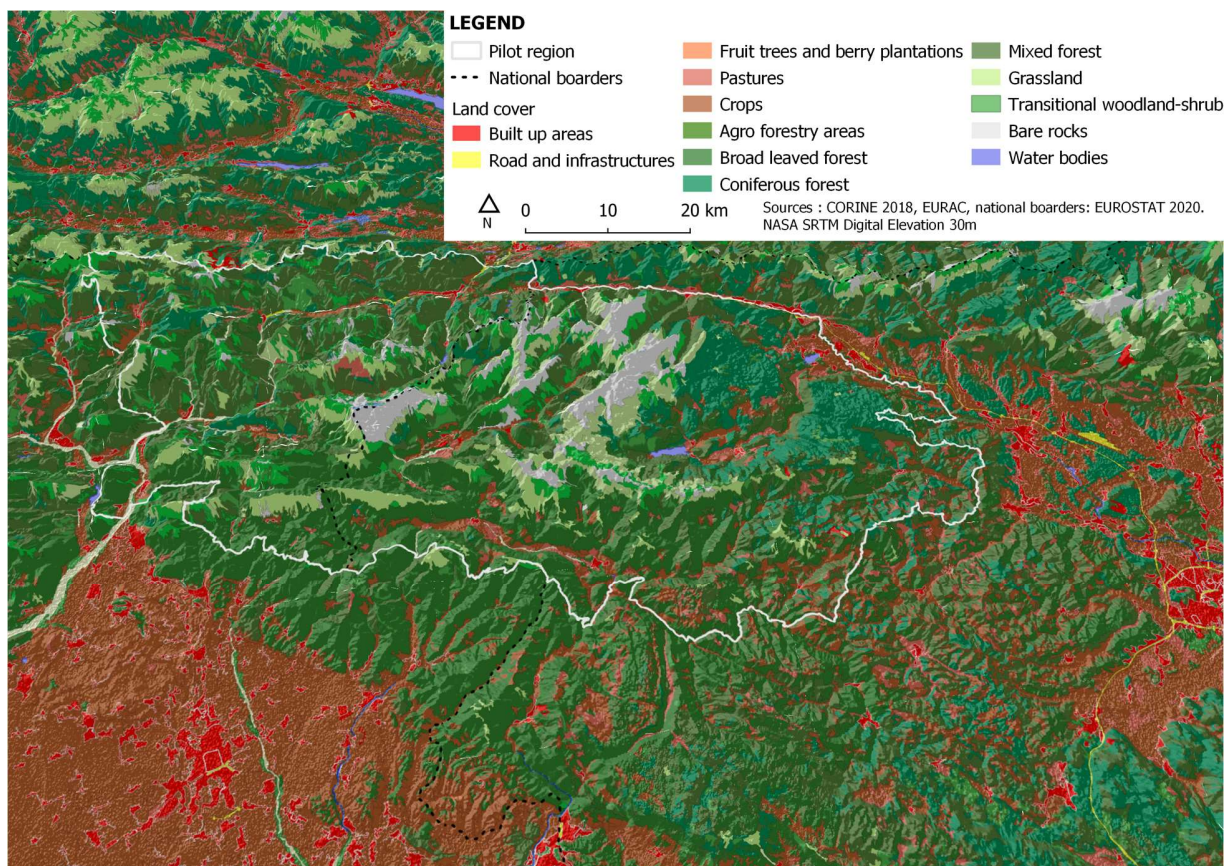 LEGEND
Pilot region
National boarders
Land cover
Built up areas
Road and infrastructures
Fruit trees and berry plantations
Pastures
Crops
Agro forestry areas
Broad leaved forest
Coniferous forest
Mixed forest
Grassland
Transitional woodland-shrub
Bare rocks
Water bodies
N
0 10 20 km
Sources : CORINE 2018, EURAC, national boarders: EUROSTAT 2020.
NASA SRTM Digital Elevation 30m